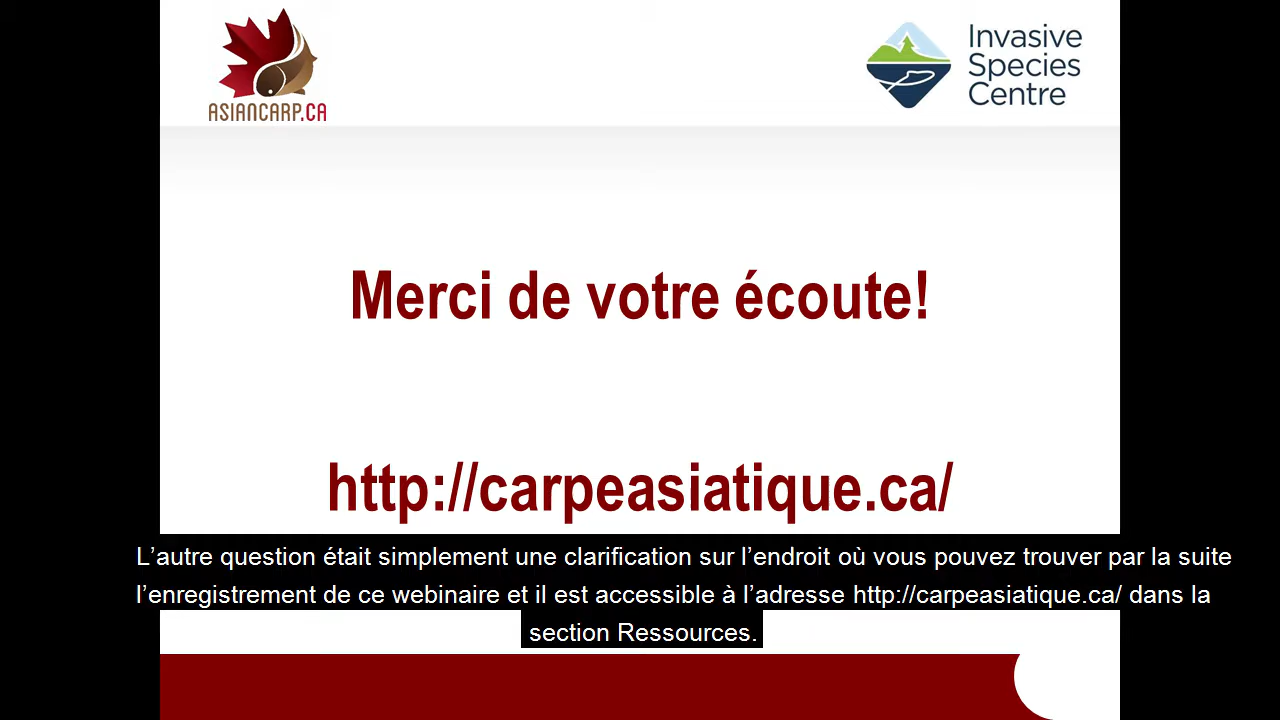 ASIANCARP.CA
Invasive
Species
Centre
Merci de votre écoute!
http://carpeasiatique.ca/
L’autre question était simplement une clarification sur l’endroit où vous pouvez trouver par la suite
l’enregistrement de ce webinaire et il est accessible à l’adresse http://carpeasiatique.ca/ dans la
section Ressources.